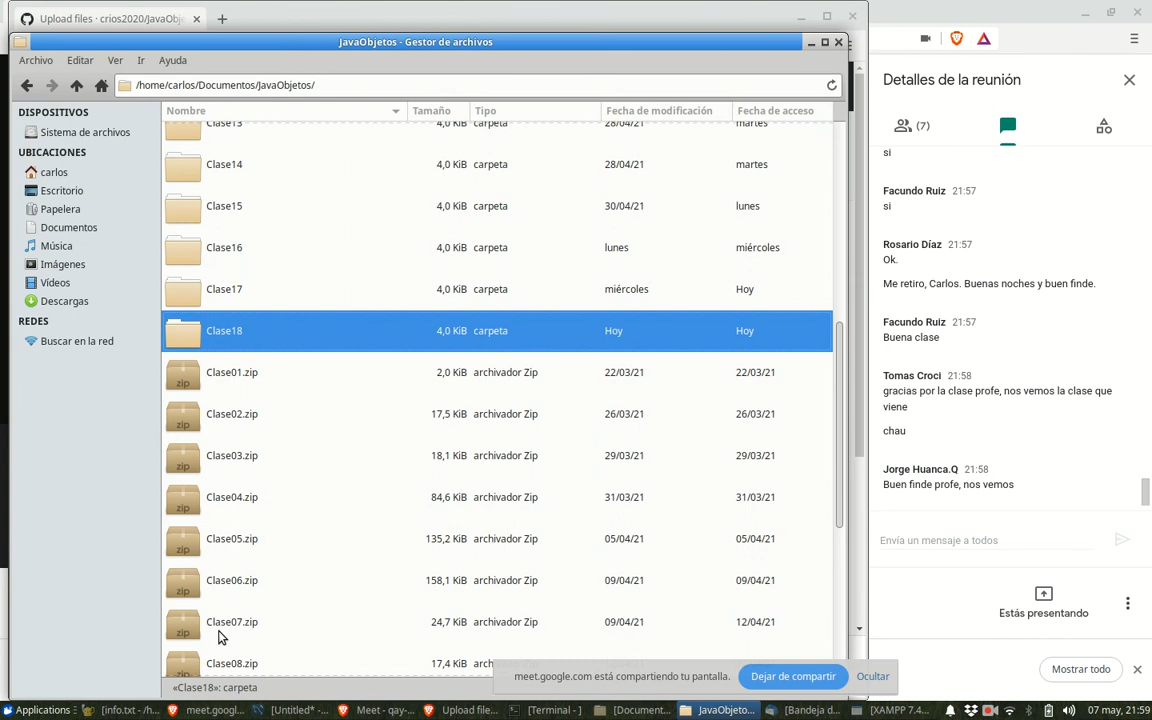 Upload files · crios2020/JavaObj
JavaObjetos - Gestor de archivos
Archivo Editar Ver Ir Ayuda
/home/carlos/Documentos/JavaObjetos/
DISPOSITIVOS
Sistema de archivos
UBICACIONES
carlos
Escritorio
Papelera
Documentos
Música
Imágenes
Vídeos
Descargas
REDES
Buscar en la red
Nombre Tamaño Tipo Fecha de modificación Fecha de acceso
Clase13 4,0 KiB carpeta 28/04/21 martes
Clase14 4,0 KiB carpeta 28/04/21 martes
Clase15 4,0 KiB carpeta 30/04/21 lunes
Clase16 4,0 KiB carpeta lunes miércoles
Clase17 4,0 KiB carpeta miércoles Hoy
Clase18 4,0 KiB carpeta Hoy Hoy
Clase01.zip 2,0 KiB archivador Zip 22/03/21 22/03/21
Clase02.zip 17,5 KiB archivador Zip 26/03/21 26/03/21
Clase03.zip 18,1 KiB archivador Zip 29/03/21 29/03/21
Clase04.zip 84,6 KiB archivador Zip 31/03/21 31/03/21
Clase05.zip 135,2 KiB archivador Zip 05/04/21 05/04/21
Clase06.zip 158,1 KiB archivador Zip 09/04/21 09/04/21
Clase07.zip 24,7 KiB archivador Zip 09/04/21 12/04/21
Clase08.zip 17,4 KiB
«Clase18»: carpeta
meet.google.com está compartiendo tu pantalla. Dejar de compartir Ocultar
Detalles de la reunión
(7)
si
Facundo Ruiz 21:57
si
Rosario Díaz 21:57
Ok.
Me retiro, Carlos. Buenas noches y buen finde.
Facundo Ruiz 21:57
Buena clase
Tomas Croci 21:58
gracias por la clase profe, nos vemos la clase que
viene
chau
Jorge Huanca.Q 21:58
Buen finde profe, nos vemos
Envía un mensaje a todos
Estás presentando
Mostrar todo
Applications [info.txt - /h... meet.googl... [Untitled* -... Meet - qay-... Upload file... [Terminal -] [Document... JavaObjeto... [Bandeja d... [XAMPP 7.4... 07 may, 21:59